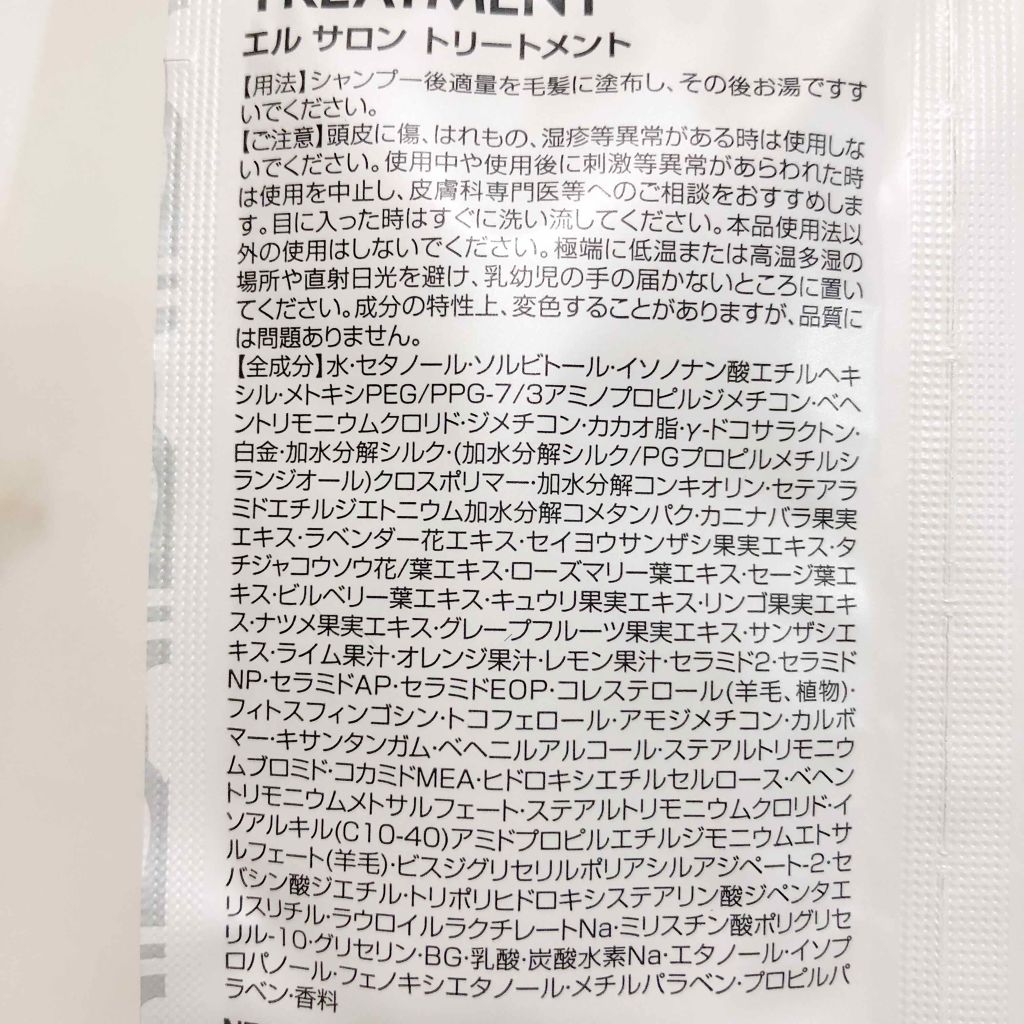 TREATMENT
エル サロン トリートメント
【用法】シャンプー後適量を毛髪に塗布し、その後お湯ですす
いでください。
【ご注意】頭皮に傷、はれもの、湿疹等異常がある時は使用しな
いでください。使用中や使用後に刺激等異常があらわれた時
は使用を中止し、皮膚科専門医等へのご相談をおすすめしま
す。目に入った時はすぐに洗い流してください。本品使用法以
外の使用はしないでください。極端に低温または高温多湿の
場所や直射日光を避け、乳幼児の手の届かないところに置い
てください。成分の特性上、変色することがありますが、品質に
は問題ありません。
【全成分】水・セタノール・ソルビトール・イソノナン酸エチルヘキ
シル・メトキシPEG/PPG-7/3アミノプロピルジメチコン・ベヘ
ントリモニウムクロリド・ジメチコン・カカオ脂・γ-ドコサラクトン・
白金・加水分解シルク・(加水分解シルク/PGプロピルメチルシ
ランジオール)クロスポリマー・加水分解コンキオリン・セテアラ
ミドエチルジエトニウム加水分解コメタンパク・カニナバラ果実
エキス・ラベンダー花エキス・セイヨウサンザシ果実エキス・タ
チジャコウソウ花/葉エキス・ローズマリー葉エキス・セージ葉エ
キス・ビルベリー葉エキス・キュウリ果実エキス・リンゴ果実エキ
ス・ナツメ果実エキス・グレープフルーツ果実エキス・サンザシエ
キス・ライム果汁・オレンジ果汁・レモン果汁・セラミド2・セラミド
NP・セラミドAP・セラミドEOP・コレステロール(羊毛、植物)・
フィトスフィンゴシン・トコフェロール・アモジメチコン・カルボ
マー・キサンタンガム・ベヘニルアルコール・ステアルトリモニウ
ムブロミド・コカミドMEA・ヒドロキシエチルセルロース・ベヘン
トリモニウムメトサルフェート・ステアルトリモニウムクロリド・イ
ソアルキル(C10-40)アミドプロピルエチルジモニウムエトサ
ルフェート(羊毛)・ビスジグリセリルポリアシルアジペート-2・セ
バシン酸ジエチル・トリポリヒドロキシステアリン酸ジペンタエ
リスリチル・ラウロイルラクチレートNa・ミリスチン酸ポリグリセ
リル-10・グリセリン・BG・乳酸・炭酸水素Na・エタノール・イソプ
ロパノール・フェノキシエタノール・メチルパラベン・プロピルパ
ラベン・香料